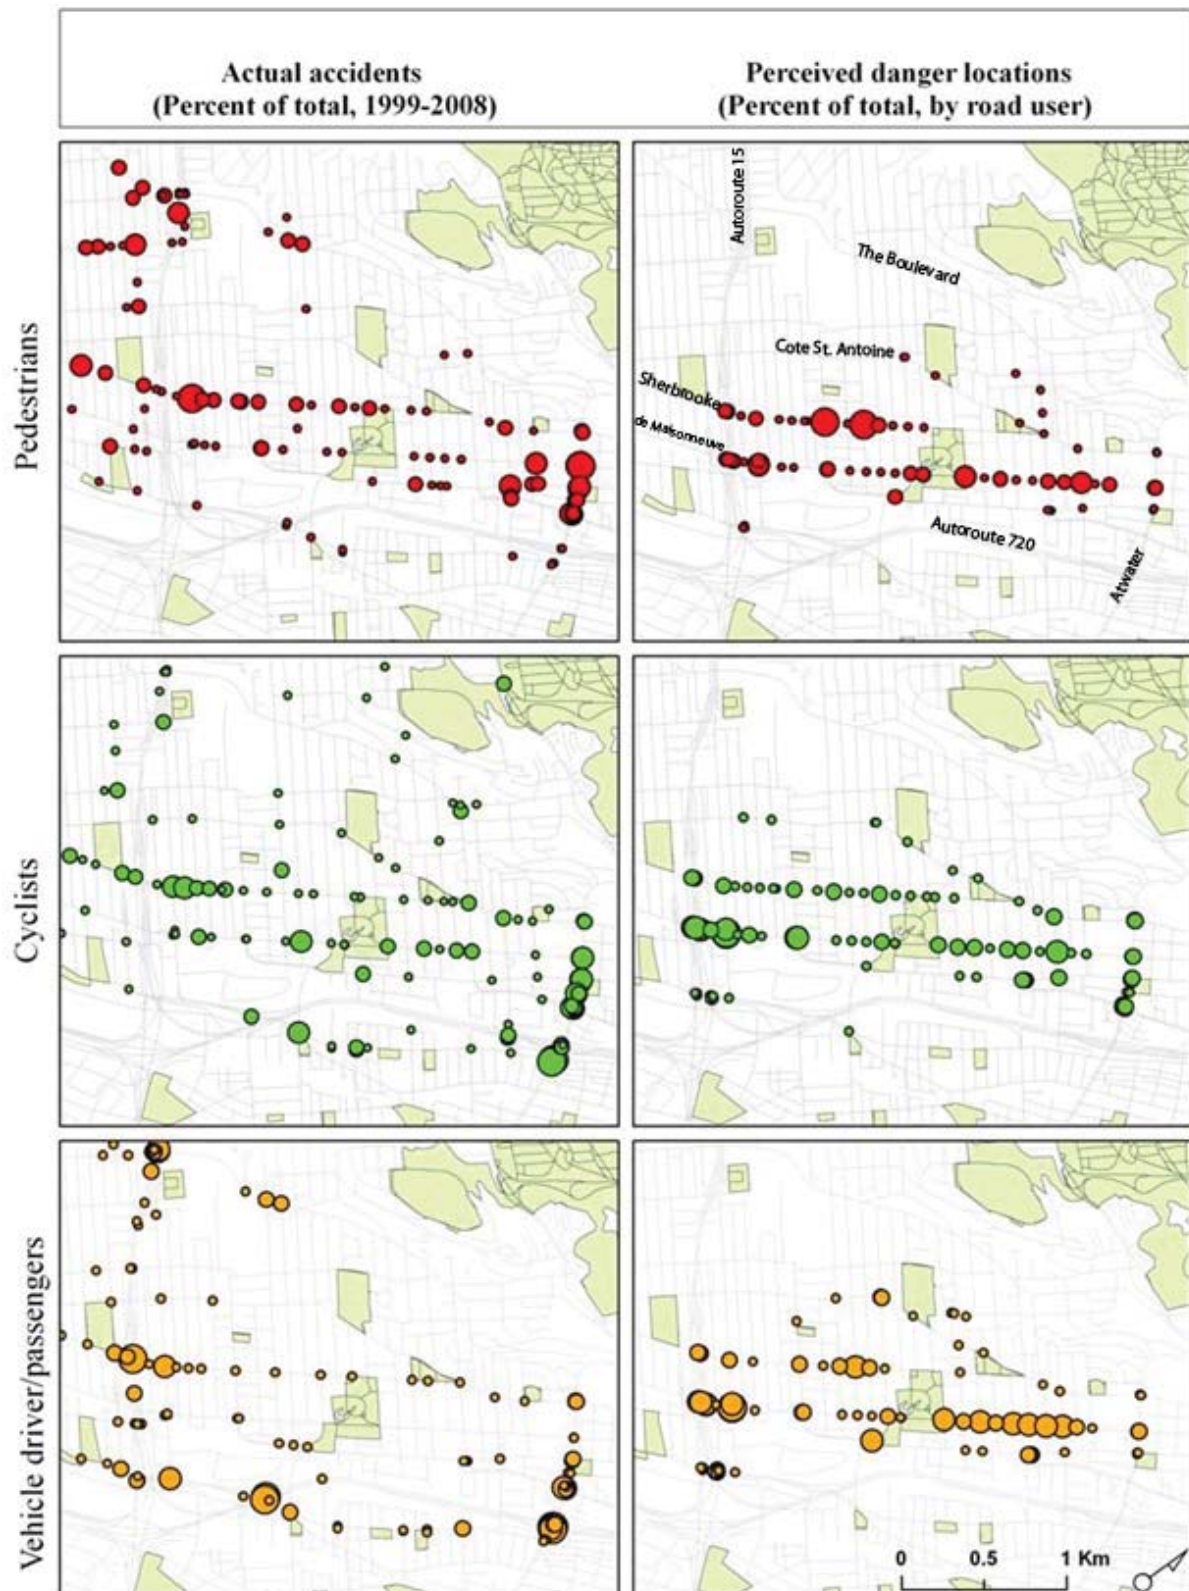 Actual accidents
(Percent of total, 1999-2008)
Perceived danger locations
(Percent of total, by road user)
Pedestrians
Autoroute 15
The Boulevard
Cote St. Antoine
Sherbrooke
de Maisonneuve
Autoroute 720
Atwater
Cyclists
Vehicle driver/passengers
0 0.5 1 Km